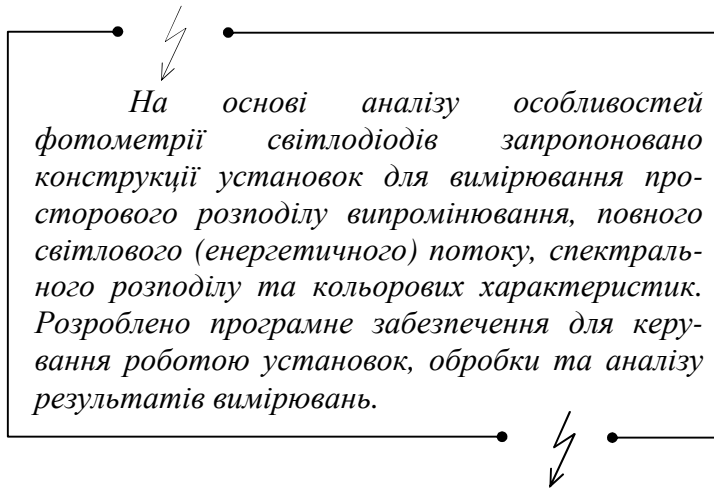 На основі аналізу особливостей
фотометрії світлодіодів запропоновано
конструкції установок для вимірювання про-
сторового розподілу випромінювання, повного
світлового (енергетичного) потоку, спектраль-
ного розподілу та кольорових характеристик.
Розроблено програмне забезпечення для керу-
вання роботою установок, обробки та аналізу
результатів вимірювань.